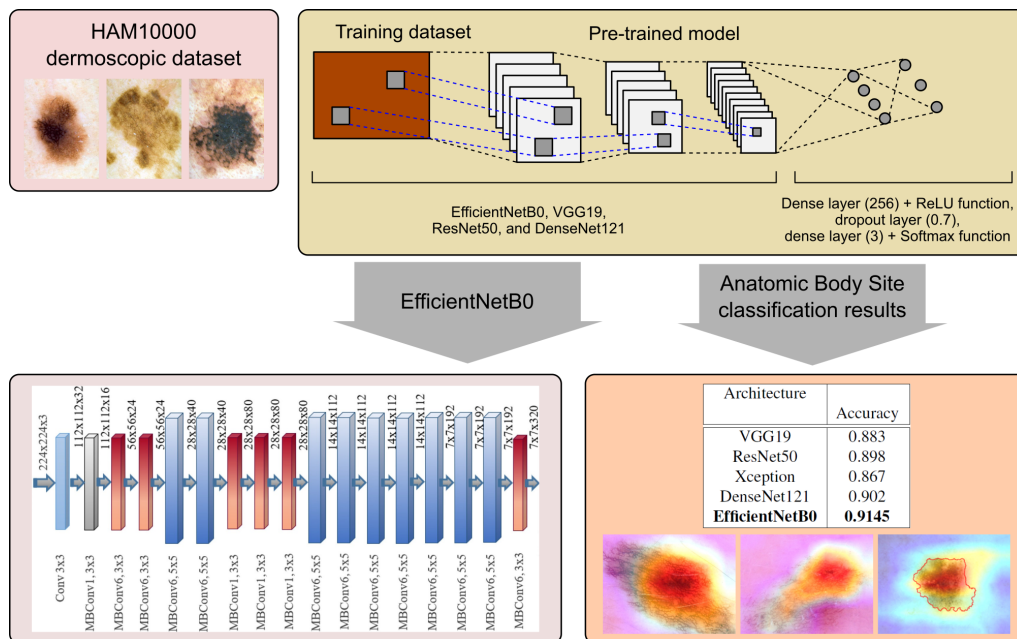 HAM10000
dermoscopic dataset
Training dataset
Pre-trained model
EfficientNetB0, VGG19,
ResNet50, and DenseNet121
Dense layer (256) + ReLU function,
dropout layer (0.7),
dense layer (3) + Softmax function
EfficientNetB0
Anatomic Body Site
classification results
224x224x3
112x112x32
112x112x16
56x56x24
56x56x24
28x28x40
28x28x40
28x28x80
28x28x80
28x28x80
14x14x112
14x14x112
14x14x112
14x14x112
7x7x192
7x7x192
7x7x192
7x7x320
Conv 3x3
MBConv1, 3x3
MBConv6, 3x3
MBConv6, 3x3
MBConv6, 5x5
MBConv6, 5x5
MBConv1, 3x3
MBConv1, 3x3
MBConv1, 3x3
MBConv6, 5x5
MBConv6, 5x5
MBConv6, 5x5
MBConv6, 5x5
MBConv6, 5x5
MBConv6, 5x5
MBConv6, 5x5
MBConv6, 3x3
Architecture
Accuracy
VGG19 0.883
ResNet50 0.898
Xception 0.867
DenseNet121 0.902
EfficientNetB0 0.9145